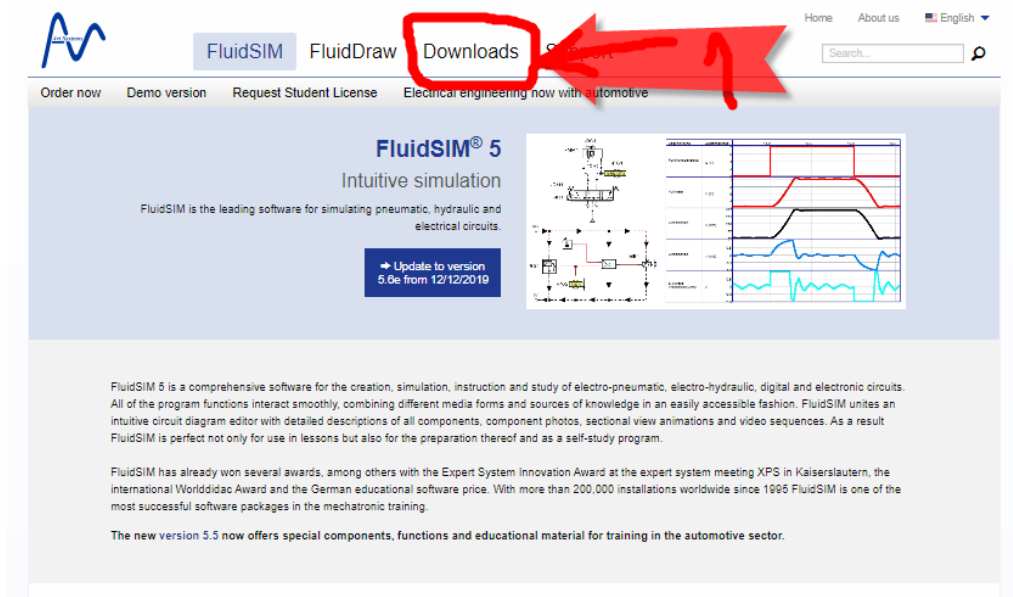 Art Systems
Home About us English
FluidSIM FluidDraw Downloads Support
Search...
1
Order now Demo version Request Student License Electrical engineering now with automotive
FluidSIM® 5
Intuitive simulation
FluidSIM is the leading software for simulating pneumatic, hydraulic and
electrical circuits.
Update to version
5.6e from 12/12/2019
FluidSIM 5 is a comprehensive software for the creation, simulation, instruction and study of electro-pneumatic, electro-hydraulic, digital and electronic circuits.
All of the program functions interact smoothly, combining different media forms and sources of knowledge in an easily accessible fashion. FluidSIM unites an
intuitive circuit diagram editor with detailed descriptions of all components, component photos, sectional view animations and video sequences. As a result
FluidSIM is perfect not only for use in lessons but also for the preparation thereof and as a self-study program.
FluidSIM has already won several awards, among others with the Expert System Innovation Award at the expert system meeting XPS in Kaiserslautern, the
international Worlddidac Award and the German educational software price. With more than 200,000 installations worldwide since 1995 FluidSIM is one of the
most successful software packages in the mechatronic training.
The new version 5.5 now offers special components, functions and educational material for training in the automotive sector.